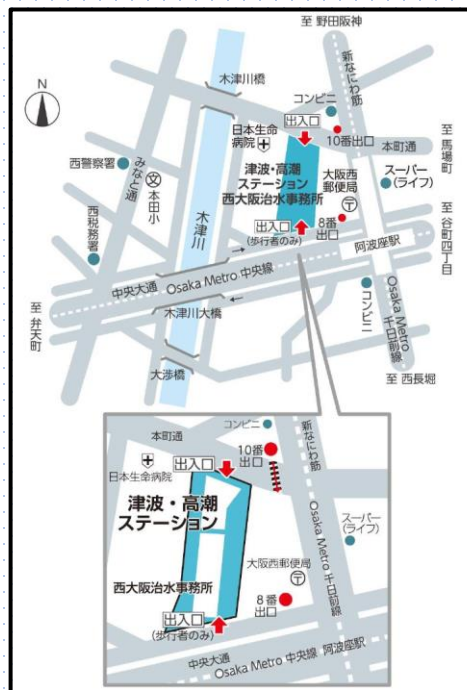 至 野田阪神
N
新なにわ筋
木津川橋
コンビニ
出入口
日本生命
病院
10番出口
至 馬場町
本町通
西警察署
みなと通
文
本田小
木津川
津波・高潮
ステーション
西大阪治水事務所
大阪西
郵便局
〒
スーパー
(ライフ)
西税務署
出入口
(歩行者のみ)
8番
出口
至 谷町四丁目
阿波座駅
中央大通 Osaka Metro 中央線
至 弁天町
木津川大橋
コンビニ
Osaka Metro 千日前線
大渉橋
至 西長堀
コンビニ
本町通
10番
出口
新なにわ筋
日本生命病院
出入口
津波・高潮
ステーション
Osaka Metro 千日前線
スーパー
(ライフ)
大阪西郵便局
〒
西大阪治水事務所
8番
出口
出入口
(歩行者のみ)
中央大通
Osaka Metro 中央線 阿波座駅